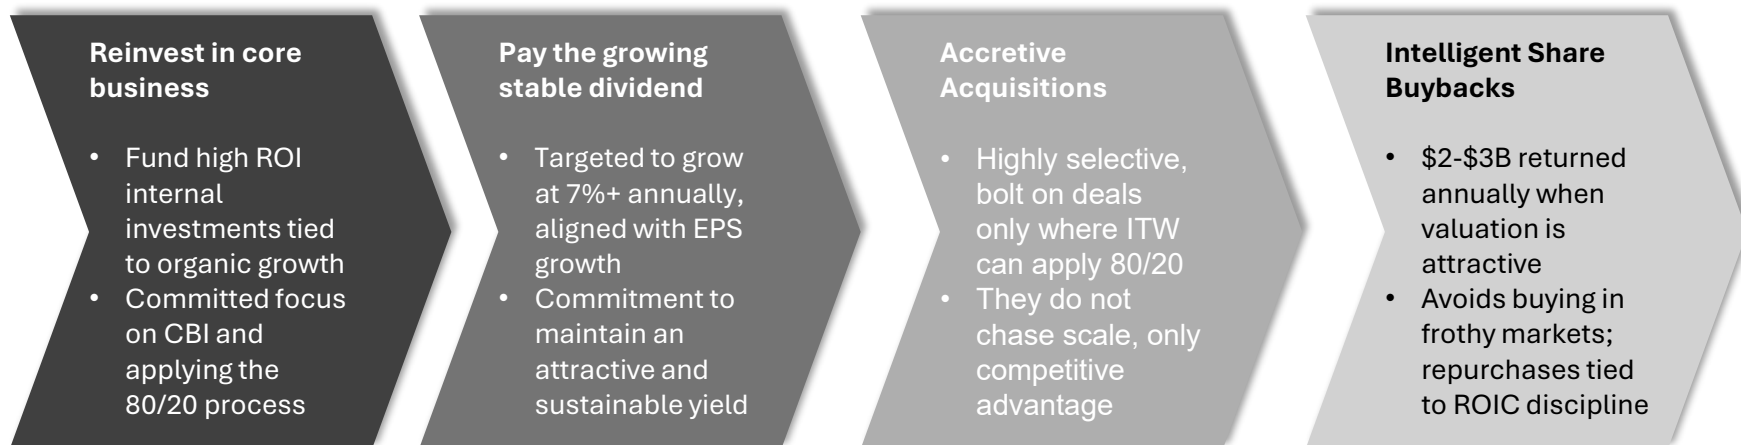 Reinvest in core
business
• Fund high ROI
internal
investments tied
to organic growth
• Committed focus
on CBI and
applying the
80/20 process
Pay the growing
stable dividend
• Targeted to grow
at 7%+ annually,
aligned with EPS
growth
• Commitment to
maintain an
attractive and
sustainable yield
Accretive
Acquisitions
• Highly selective,
bolt on deals
only where ITW
can apply 80/20
• They do not
chase scale, only
competitive
advantage
Intelligent Share
Buybacks
• $2-$3B returned
annually when
valuation is
attractive
• Avoids buying in
frothy markets;
repurchases tied
to ROIC discipline